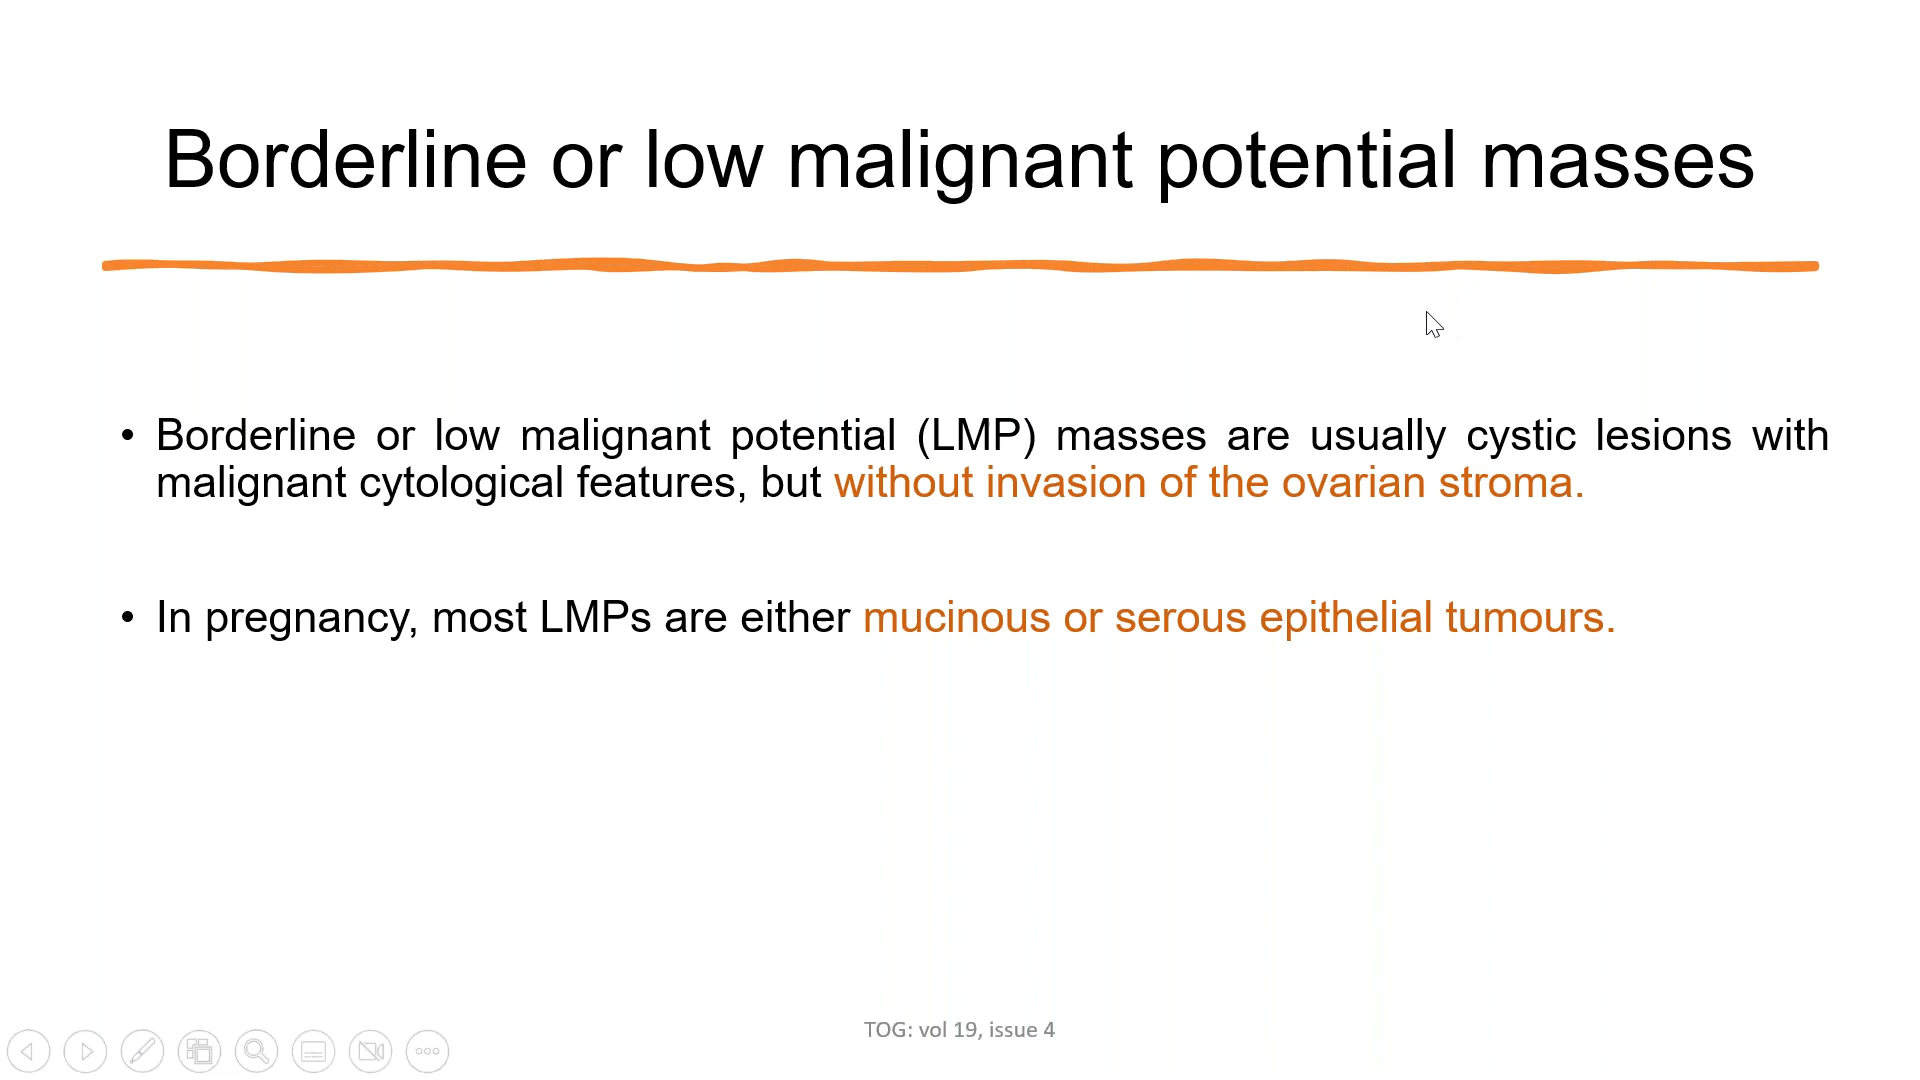 Borderline or low malignant potential masses
• Borderline or low malignant potential (LMP) masses are usually cystic lesions with
malignant cytological features, but without invasion of the ovarian stroma.
• In pregnancy, most LMPs are either mucinous or serous epithelial tumours.
TOG: vol 19, issue 4